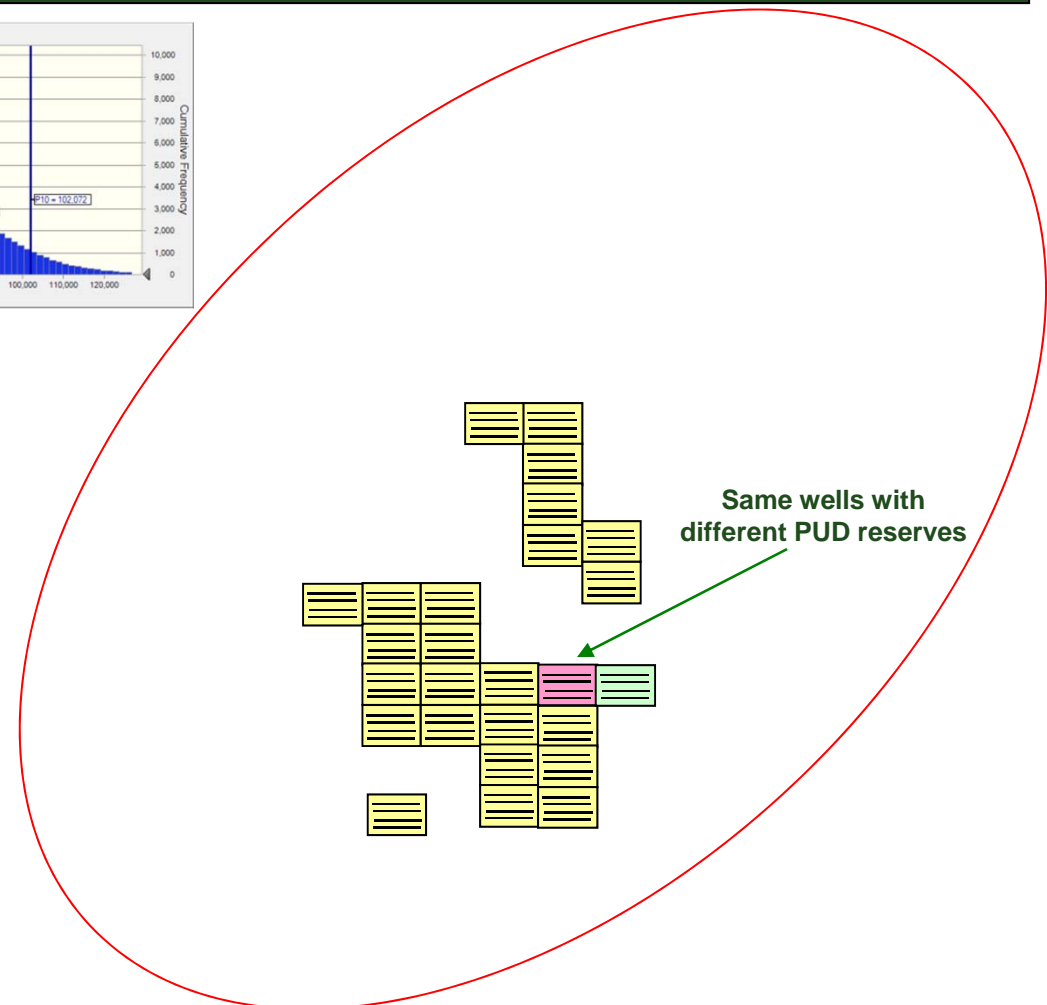 10,000
9,000
8,000
7,000
6,000
5,000
4,000
3,000
2,000
1,000
0
Cumulative Frequency
P10 = 102,072
100,000 110,000 120,000
Same wells with
different PUD reserves